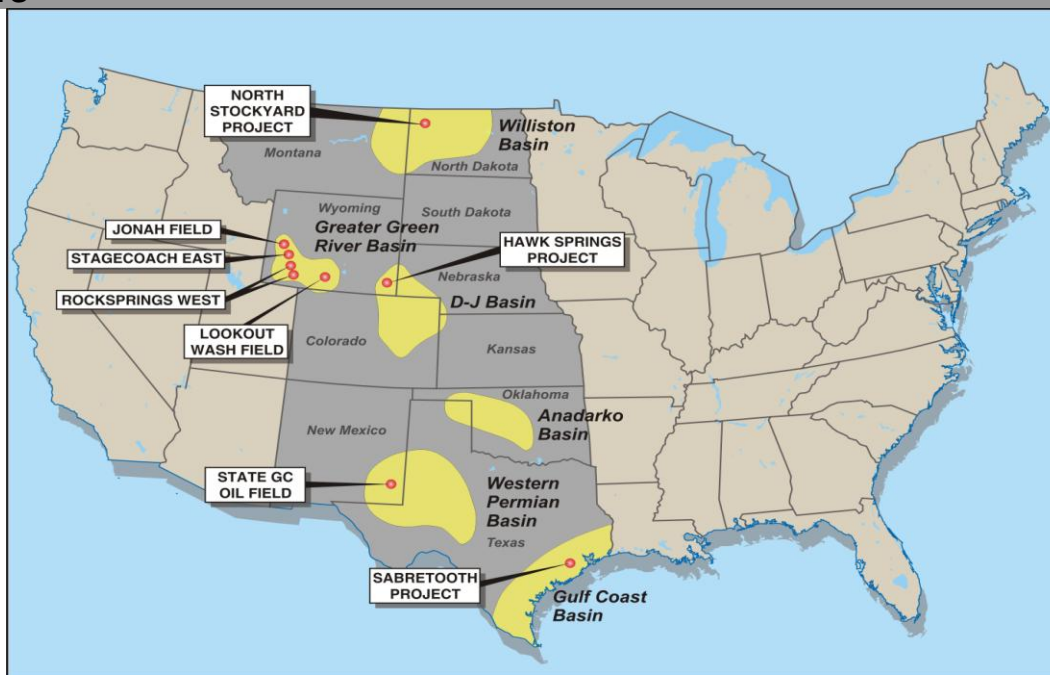 NORTH
STOCKYARD
PROJECT
Williston
Basin
Montana
North Dakota
Wyoming
South Dakota
Greater Green
River Basin
JONAH FIELD
STAGECOACH EAST
ROCKSPRINGS WEST
LOOKOUT
WASH FIELD
HAWK SPRINGS
PROJECT
Nebraska
D-J Basin
Colorado
Kansas
Oklahoma
Anadarko
Basin
New Mexico
STATE GC
OIL FIELD
Western
Permian
Basin
Texas
SABRETOOTH
PROJECT
Gulf Coast
Basin